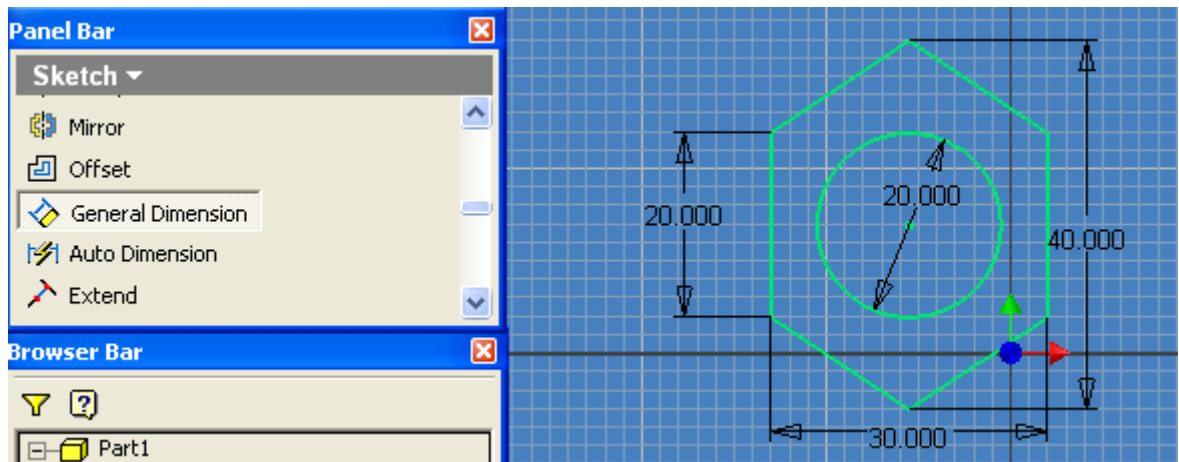 Panel Bar
Sketch
Mirror
Offset
General Dimension
Auto Dimension
Extend
Browser Bar
Part1
20.000
20.000
40.000
30.000